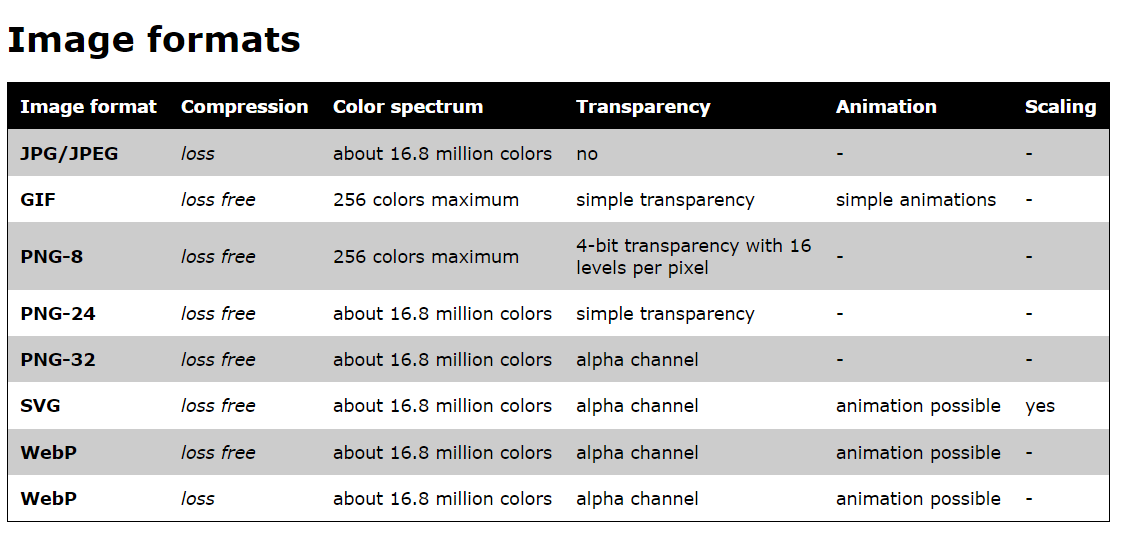 Image formats
Image format Compression Color spectrum Transparency Animation Scaling
JPG/JPEG loss about 16.8 million colors no - -
GIF loss free 256 colors maximum simple transparency simple animations -
PNG-8 loss free 256 colors maximum 4-bit transparency with 16 - -
levels per pixel
PNG-24 loss free about 16.8 million colors simple transparency - -
PNG-32 loss free about 16.8 million colors alpha channel - -
SVG loss free about 16.8 million colors alpha channel animation possible yes
WebP loss free about 16.8 million colors alpha channel animation possible -
WebP loss about 16.8 million colors alpha channel animation possible -